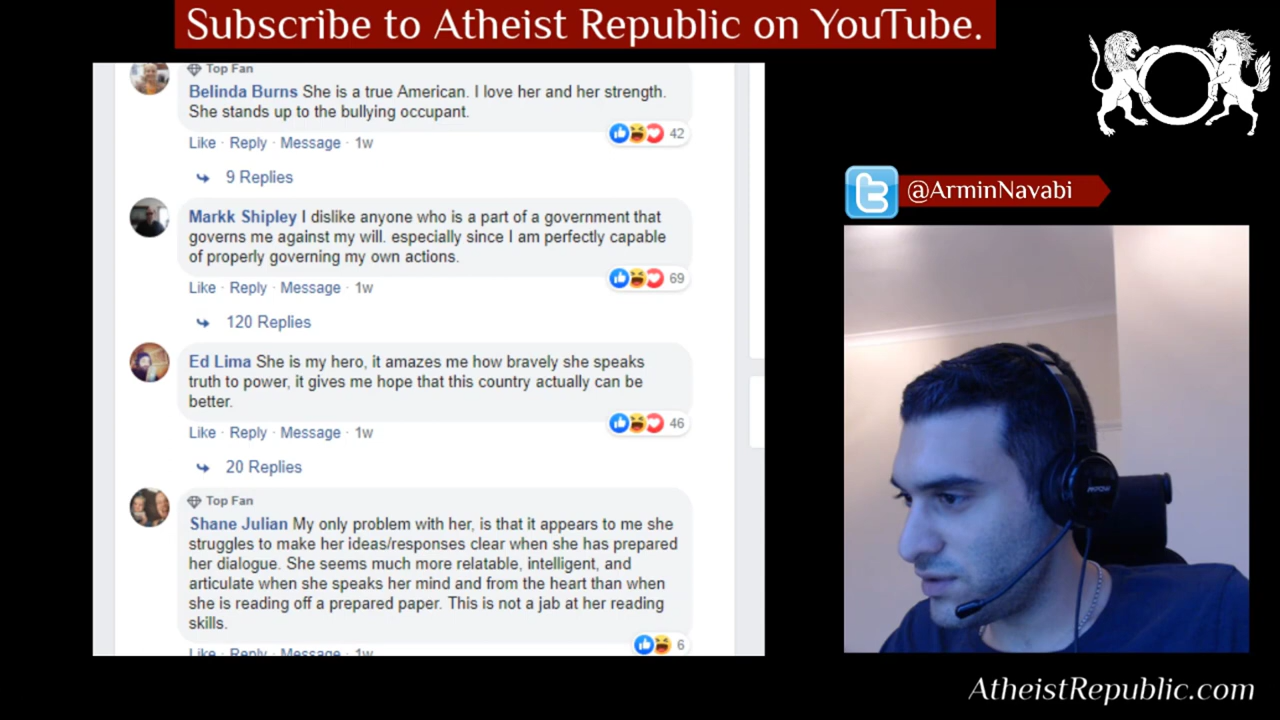 Subscribe to Atheist Republic on YouTube.
Top Fan
Belinda Burns She is a true American. I love her and her strength.
She stands up to the bullying occupant.
42
Like · Reply · Message · 1w
9 Replies
Markk Shipley I dislike anyone who is a part of a government that
governs me against my will. especially since I am perfectly capable
of properly governing my own actions.
69
Like · Reply · Message · 1w
120 Replies
Ed Lima She is my hero, it amazes me how bravely she speaks
truth to power, it gives me hope that this country actually can be
better.
46
Like · Reply · Message · 1w
20 Replies
Top Fan
Shane Julian My only problem with her, is that it appears to me she
struggles to make her ideas/responses clear when she has prepared
her dialogue. She seems much more relatable, intelligent, and
articulate when she speaks her mind and from the heart than when
she is reading off a prepared paper. This is not a jab at her reading
skills.
6
Like · Reply · Message · 1w
@ArminNavabi
AtheistRepublic.com